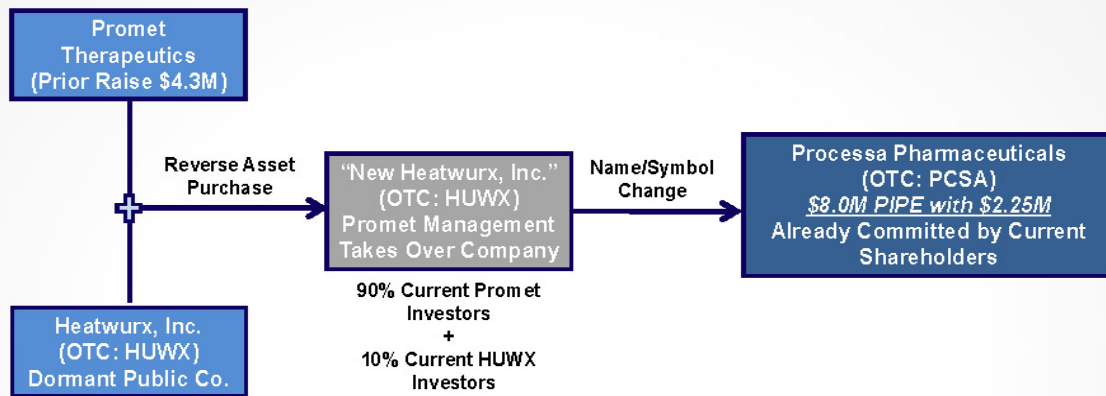 Promet
Therapeutics
(Prior Raise $4.3M)
Reverse Asset
Purchase
Heatwurx, Inc.
(OTC: HUWX)
Dormant Public Co.
“New Heatwurx, Inc.”
(OTC: HUWX)
Promet Management
Takes Over Company
90% Current Promet
Investors
+
10% Current HUWX
Investors
Name/Symbol
Change
Processa Pharmaceuticals
(OTC: PCSA)
$8.0M PIPE with $2.25M
Already Committed by Current
Shareholders